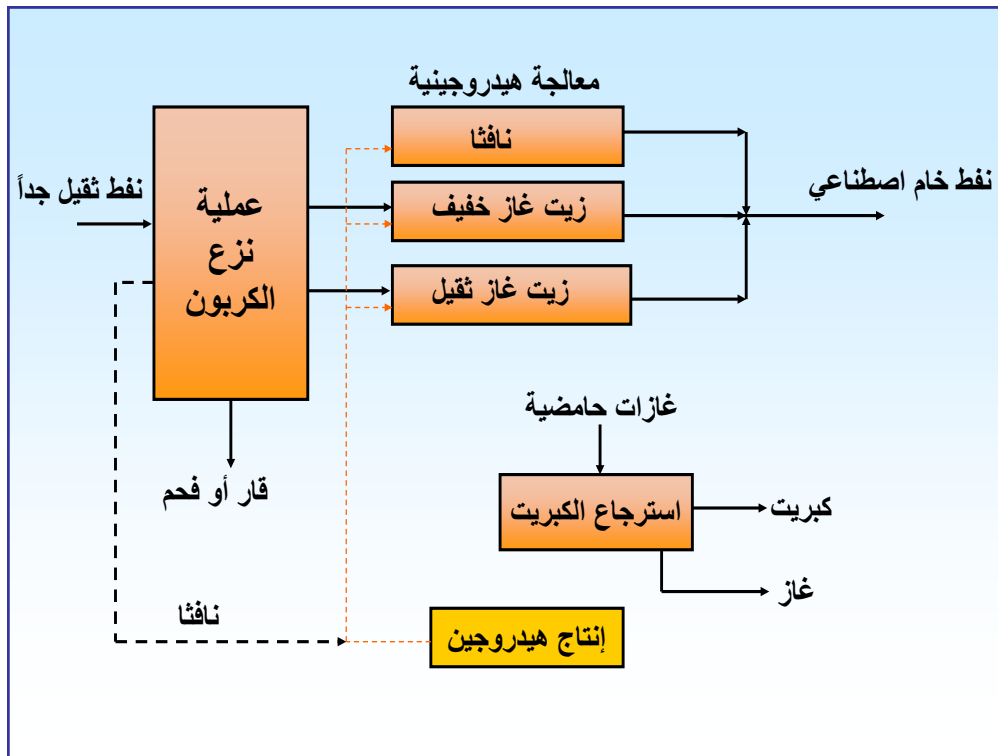 معالجة هيدروجينية
نافثا
نفط ثقيل جداً
عملية
نزع
الكربون
زيت غاز خفيف
نفط خام اصطناعي
زيت غاز ثقيل
غازات حامضية
قار أو فحم
استرجاع الكبريت
كبريت
غاز
نافثا
إنتاج هيدروجين